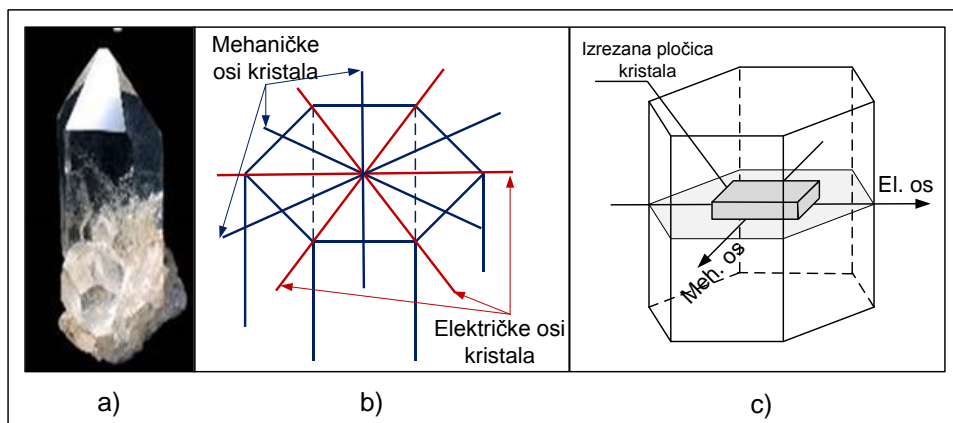 Mehaničke
osi kristala
Električke osi
kristala
Izrezana pločica
kristala
El. os
Meh. os
a)
b)
c)